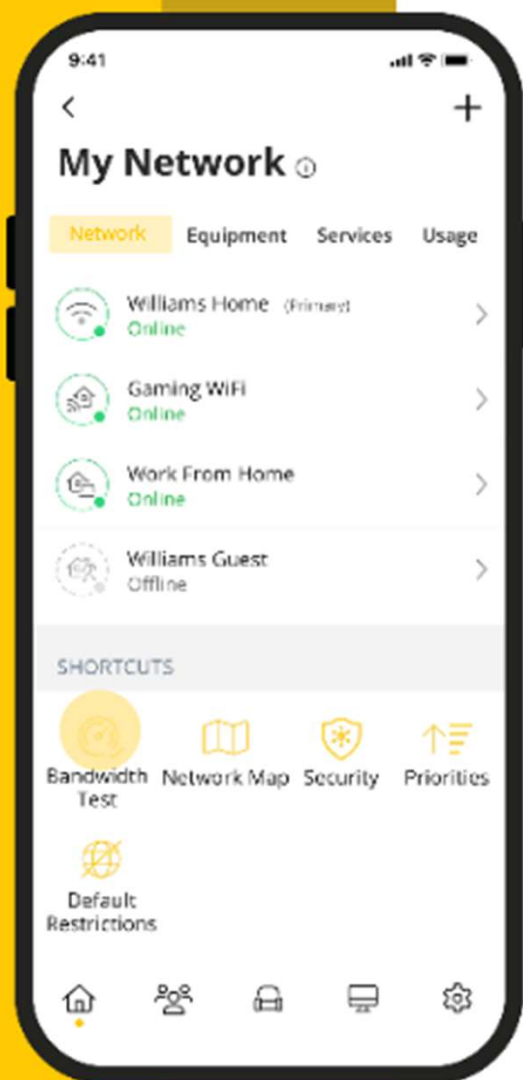 9:41
My Network
Network Equipment Services Usage
Williams Home (Primary)
Online
Gaming WiFi
Online
Work From Home
Online
Williams Guest
Offline
SHORTCUTS
Bandwidth Test
Network Map
Security
Priorities
Default
Restrictions